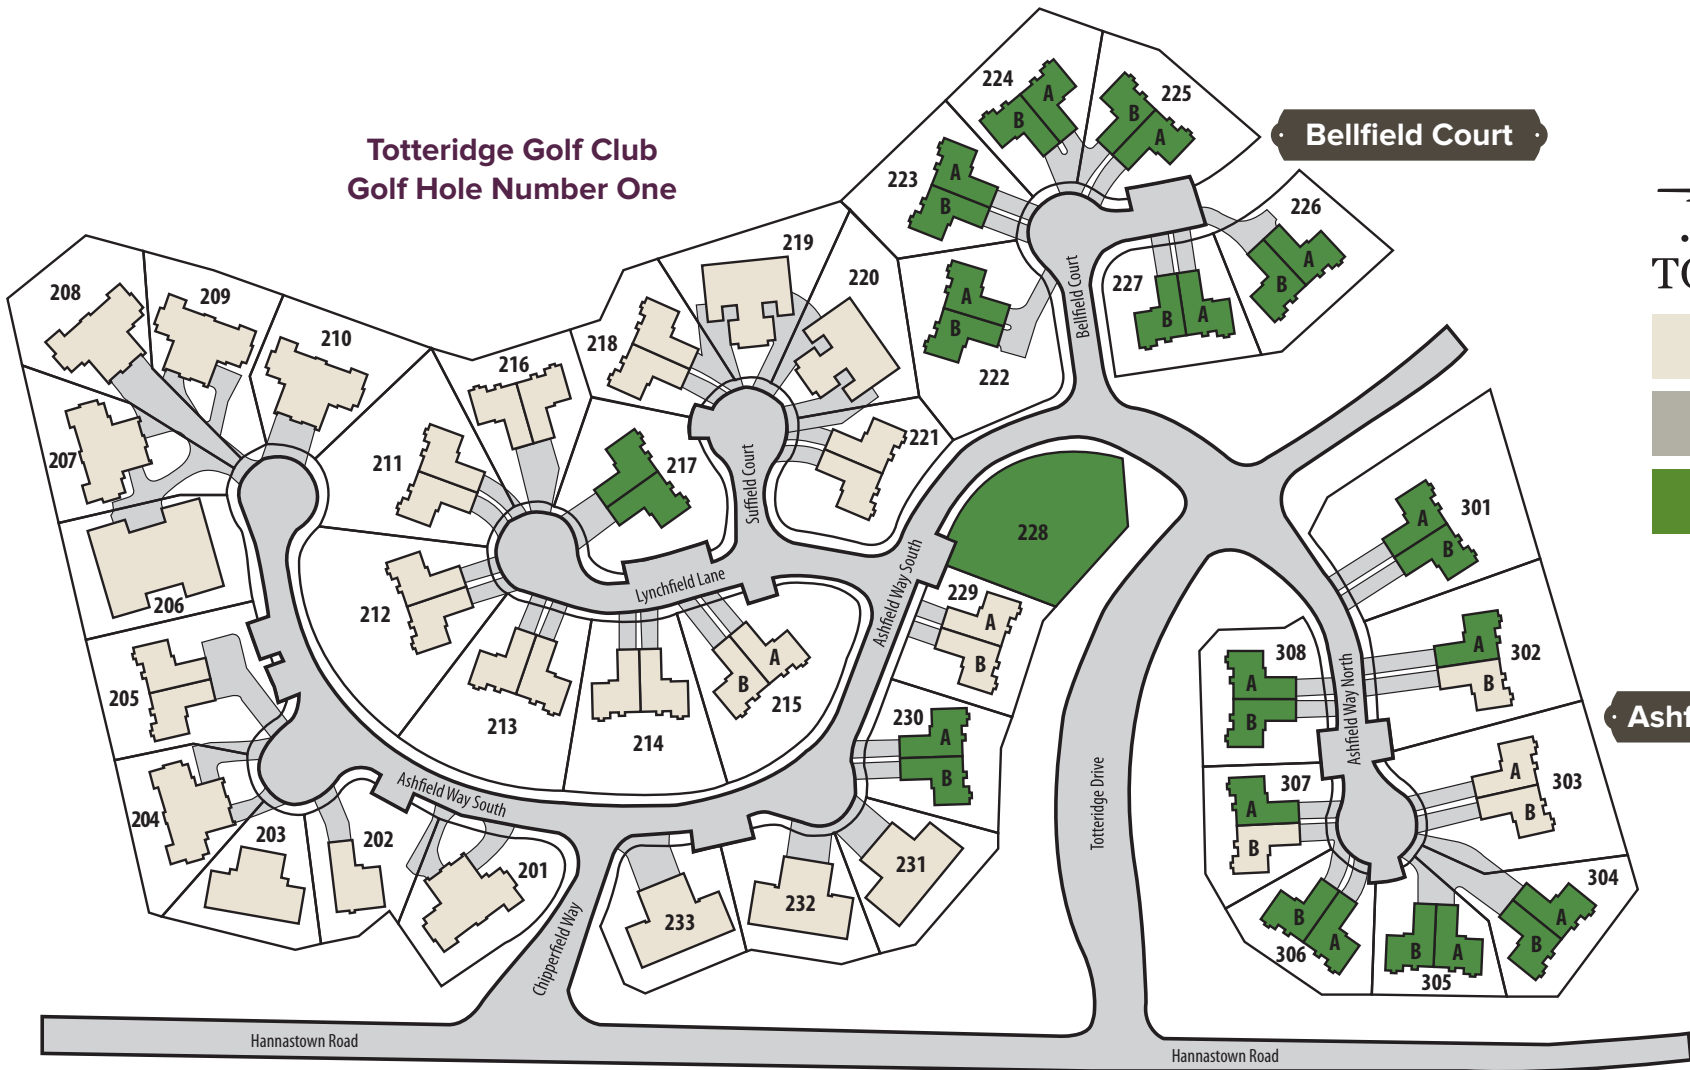 Totteridge Golf Club
Golf Hole Number One
Bellfield Court
TO
Ashf
224
A
B
225
B
A
223
A
B
226
A
B
227
B
A
222
A
B
Bellfield Court
219
220
218
221
Suffield Court
208
209
210
216
217
207
211
206
212
205
213
214
A
B
215
Lynchfield Lane
228
Ashfield Way South
229
A
B
230
A
B
204
203
202
201
Ashfield Way South
231
232
233
Chipperfield Way
Totteridge Drive
301
A
B
302
A
B
308
A
B
Ashfield Way North
303
A
B
307
A
B
304
A
B
306
B
A
305
B
A
Hannastown Road
Hannastown Road